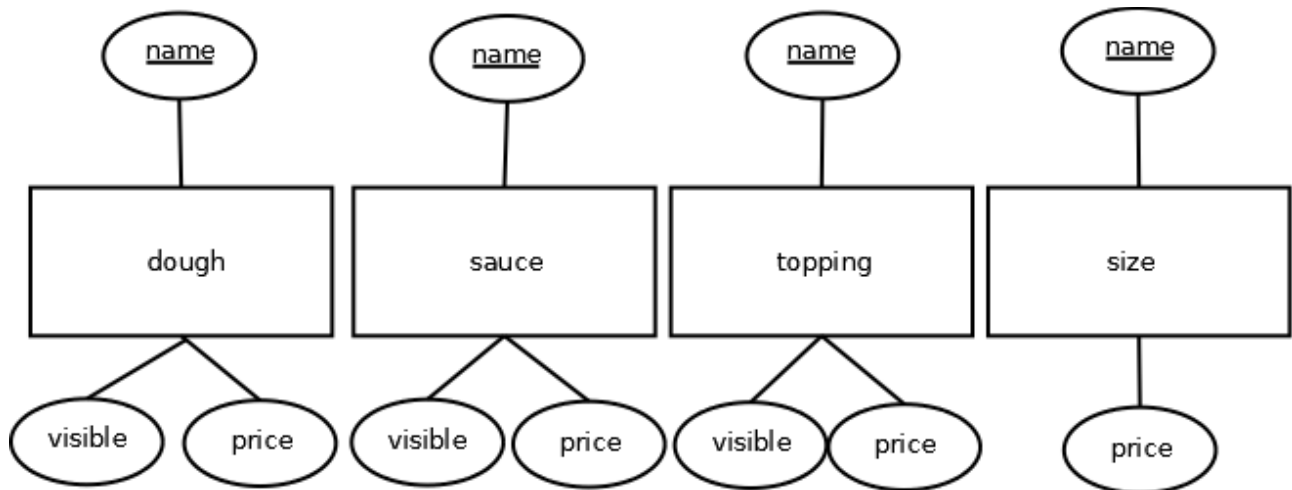 name
name
name
name
dough
sauce
topping
size
visible
price
visible
price
visible
price
price